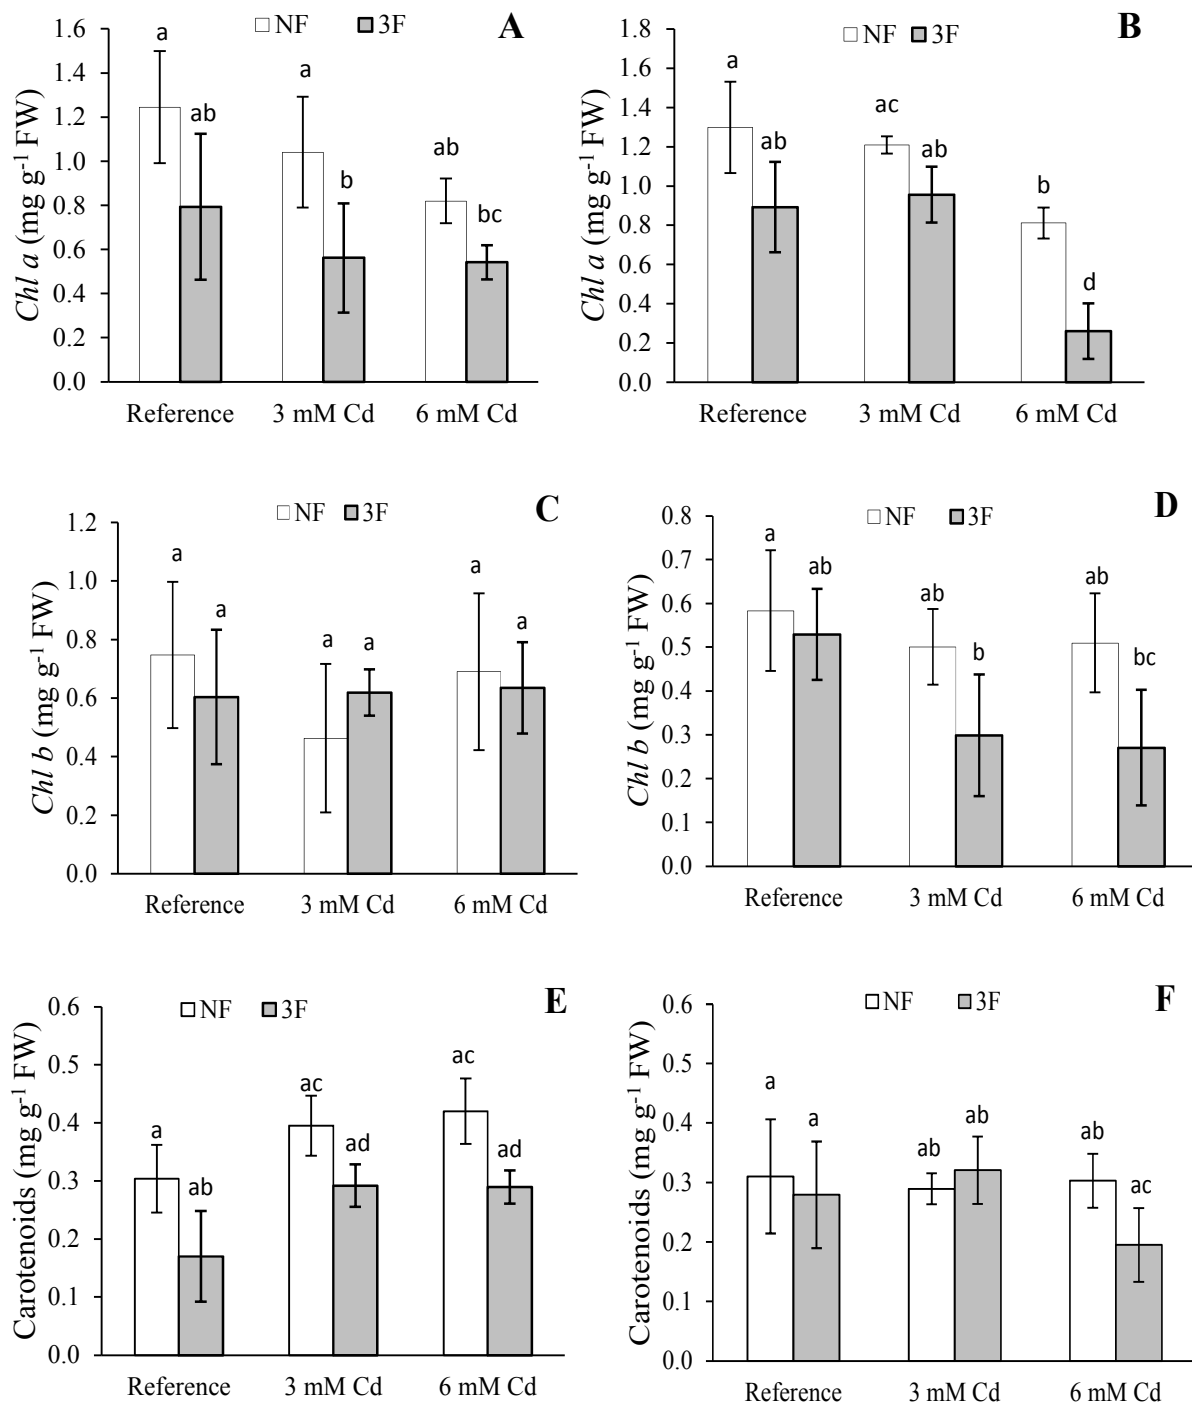 NF 3F A
Chl a (mg g-1 FW)
1.6
1.4
1.2
1.0
0.8
0.6
0.4
0.2
0.0
a ab a b ab bc
Reference 3 mM Cd 6 mM Cd
NF 3F B
Chl a (mg g-1 FW)
1.8
1.6
1.4
1.2
1.0
0.8
0.6
0.4
0.2
0.0
a ab ac ab b d
Reference 3 mM Cd 6 mM Cd
NF 3F C
Chl b (mg g-1 FW)
1.2
1.0
0.8
0.6
0.4
0.2
0.0
a a a a a a
Reference 3 mM Cd 6 mM Cd
NF 3F D
Chl b (mg g-1 FW)
0.8
0.7
0.6
0.5
0.4
0.3
0.2
0.1
0.0
a ab ab b ab bc
Reference 3 mM Cd 6 mM Cd
NF 3F E
Carotenoids (mg g-1 FW)
0.6
0.5
0.4
0.3
0.2
0.1
0.0
a ab ac ad ac ad
Reference 3 mM Cd 6 mM Cd
NF 3F F
Carotenoids (mg g-1 FW)
0.6
0.5
0.4
0.3
0.2
0.1
0.0
a a ab ab ab ac
Reference 3 mM Cd 6 mM Cd